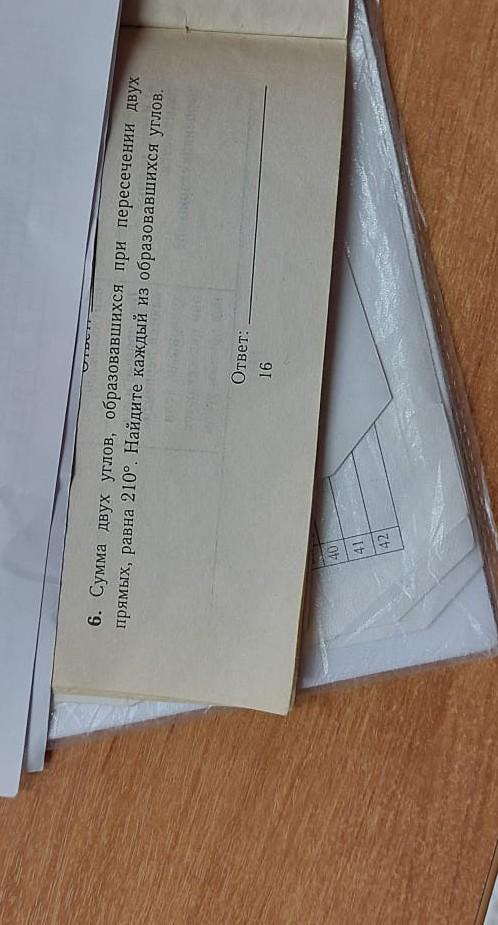 6. Сумма двух углов, образовавшихся при пересечении двух
прямых, равна 210°. Найдите каждый из образовавшихся углов.
Ответ:
16
40
41
42